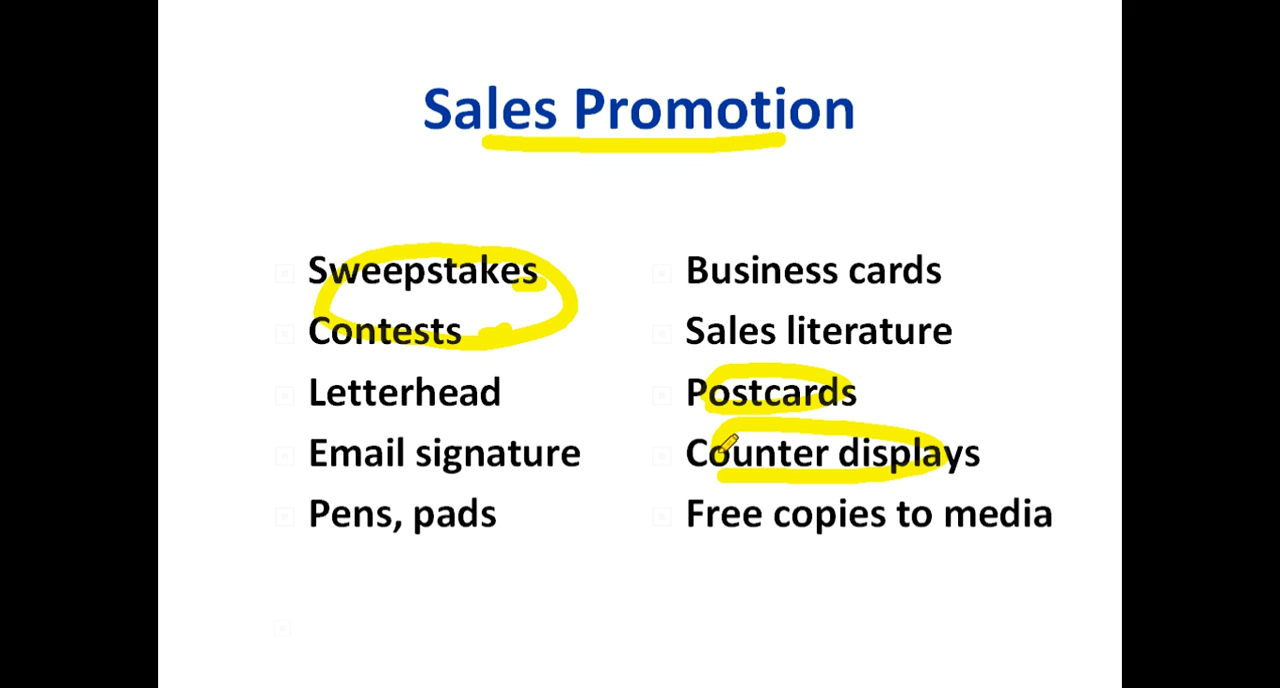 Sales Promotion
Sweepstakes
Contests
Letterhead
Email signature
Pens, pads
Business cards
Sales literature
Postcards
Counter displays
Free copies to media